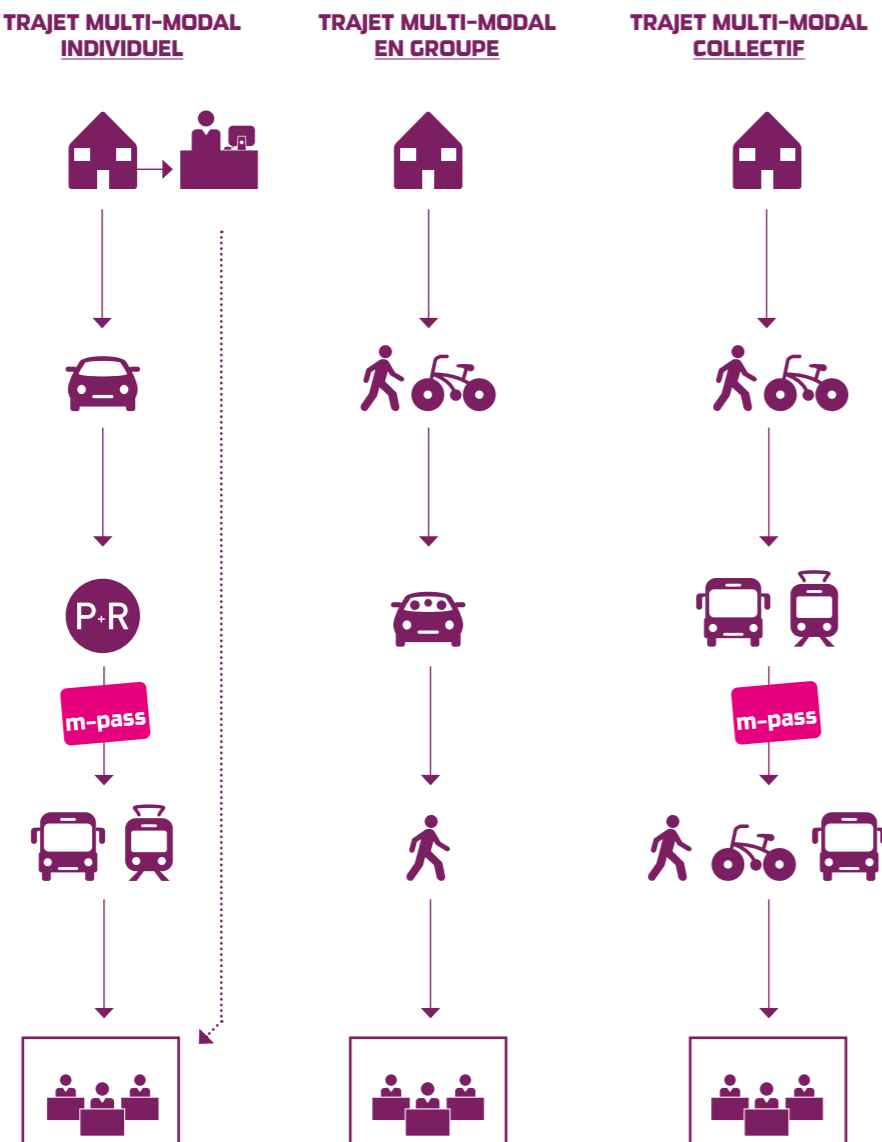 TRAJET MULTI-MODAL
INDIVIDUEL
TRAJET MULTI-MODAL
EN GROUPE
TRAJET MULTI-MODAL
COLLECTIF
P+R
m-pass
m-pass